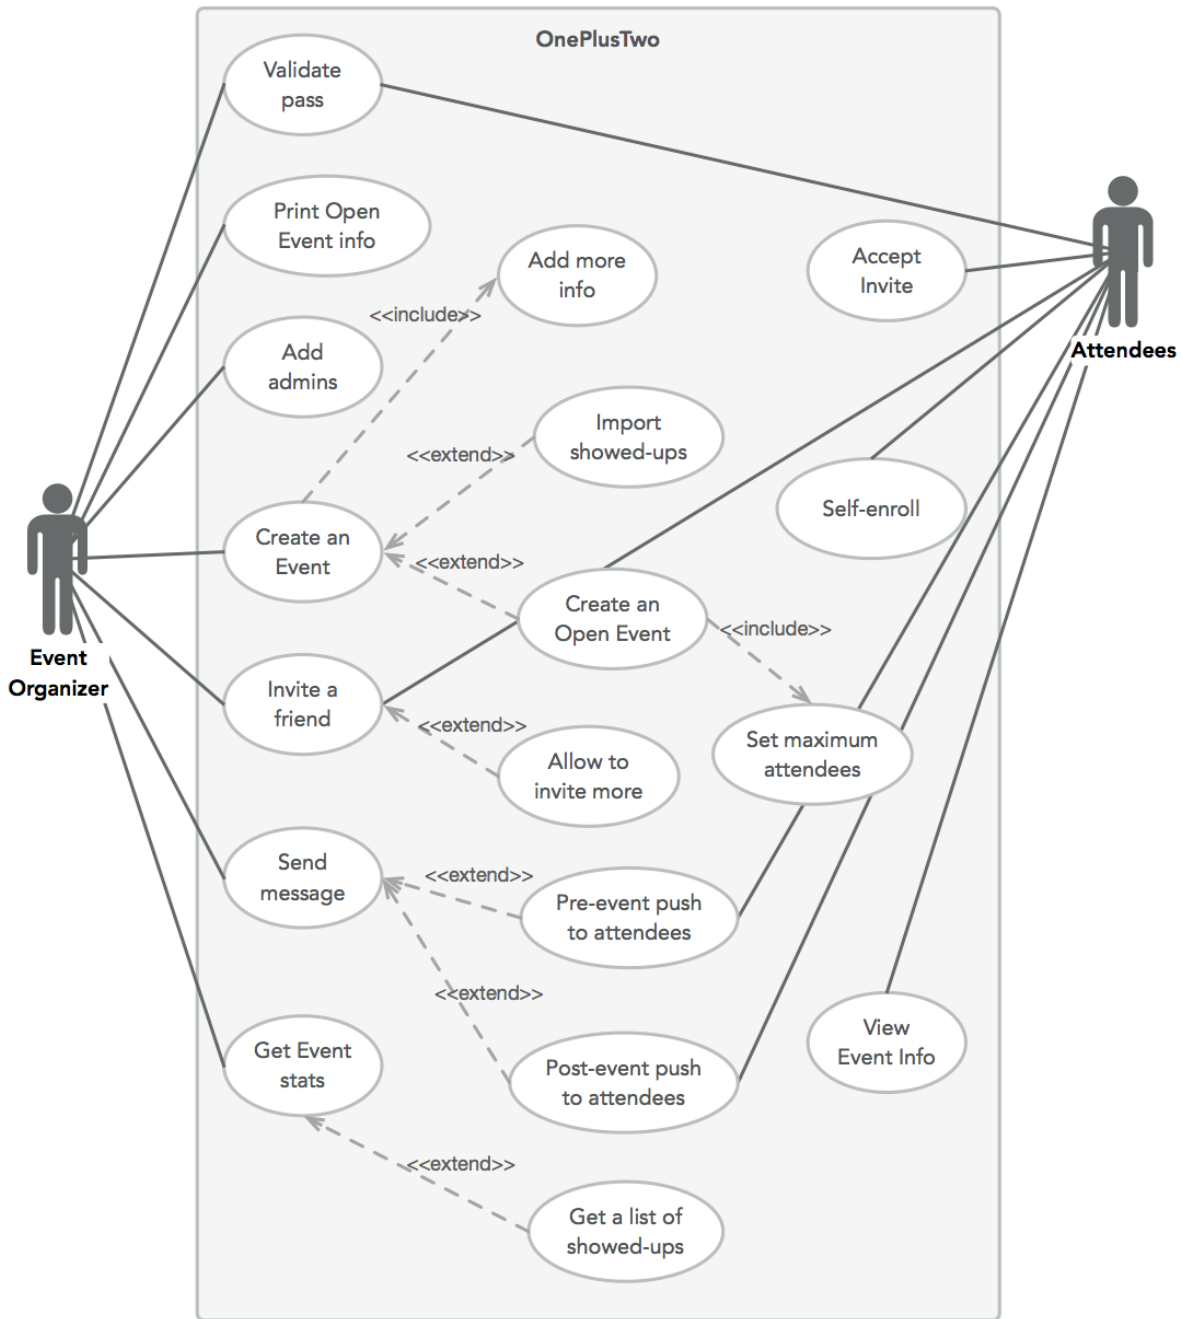 OnePlusTwo
Validate
pass
Print Open
Event info
Add more
info
Accept
Invite
<<include>>
Add
admins
Attendees
Import
showed-ups
<<extend>>
Self-enroll
Create an
Event
<<extend>>
Create an
Open Event
<<include>>
Event
Organizer
Invite a
friend
<<extend>>
Set maximum
attendees
Allow to
invite more
Send
message
<<extend>>
Pre-event push
to attendees
<<extend>>
View
Event Info
Get Event
stats
Post-event push
to attendees
<<extend>>
Get a list of
showed-ups